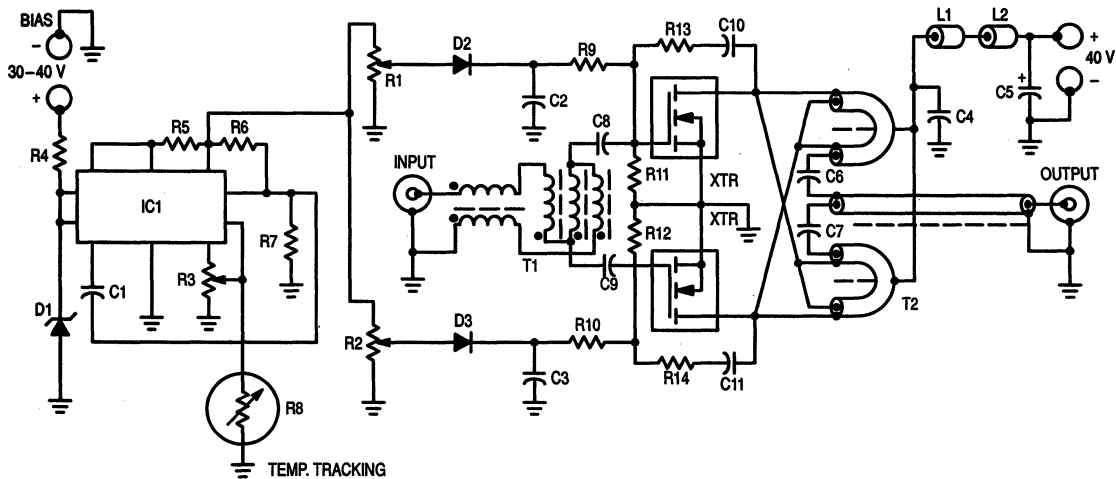 BIAS
-
30-40 V
+
R4
R5
R6
IC1
R7
R3
C1
D1
R8
TEMP. TRACKING
R1
D2
R9
C2
INPUT
T1
C8
C9
R11
R12
XTR
XTR
R13
C10
R2
D3
R10
C3
R14
C11
C6
C7
T2
L1
L2
+
40 V
-
+
C5
C4
OUTPUT